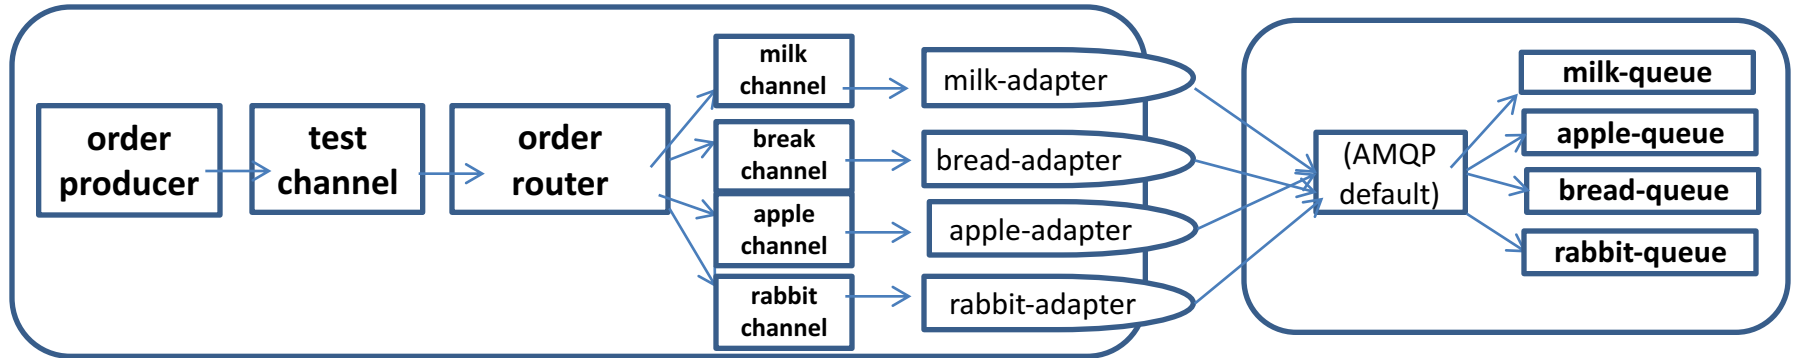 order
producer
test
channel
order
router
milk
channel
break
channel
apple
channel
rabbit
channel
milk-adapter
bread-adapter
apple-adapter
rabbit-adapter
(AMQP
default)
milk-queue
apple-queue
bread-queue
rabbit-queue